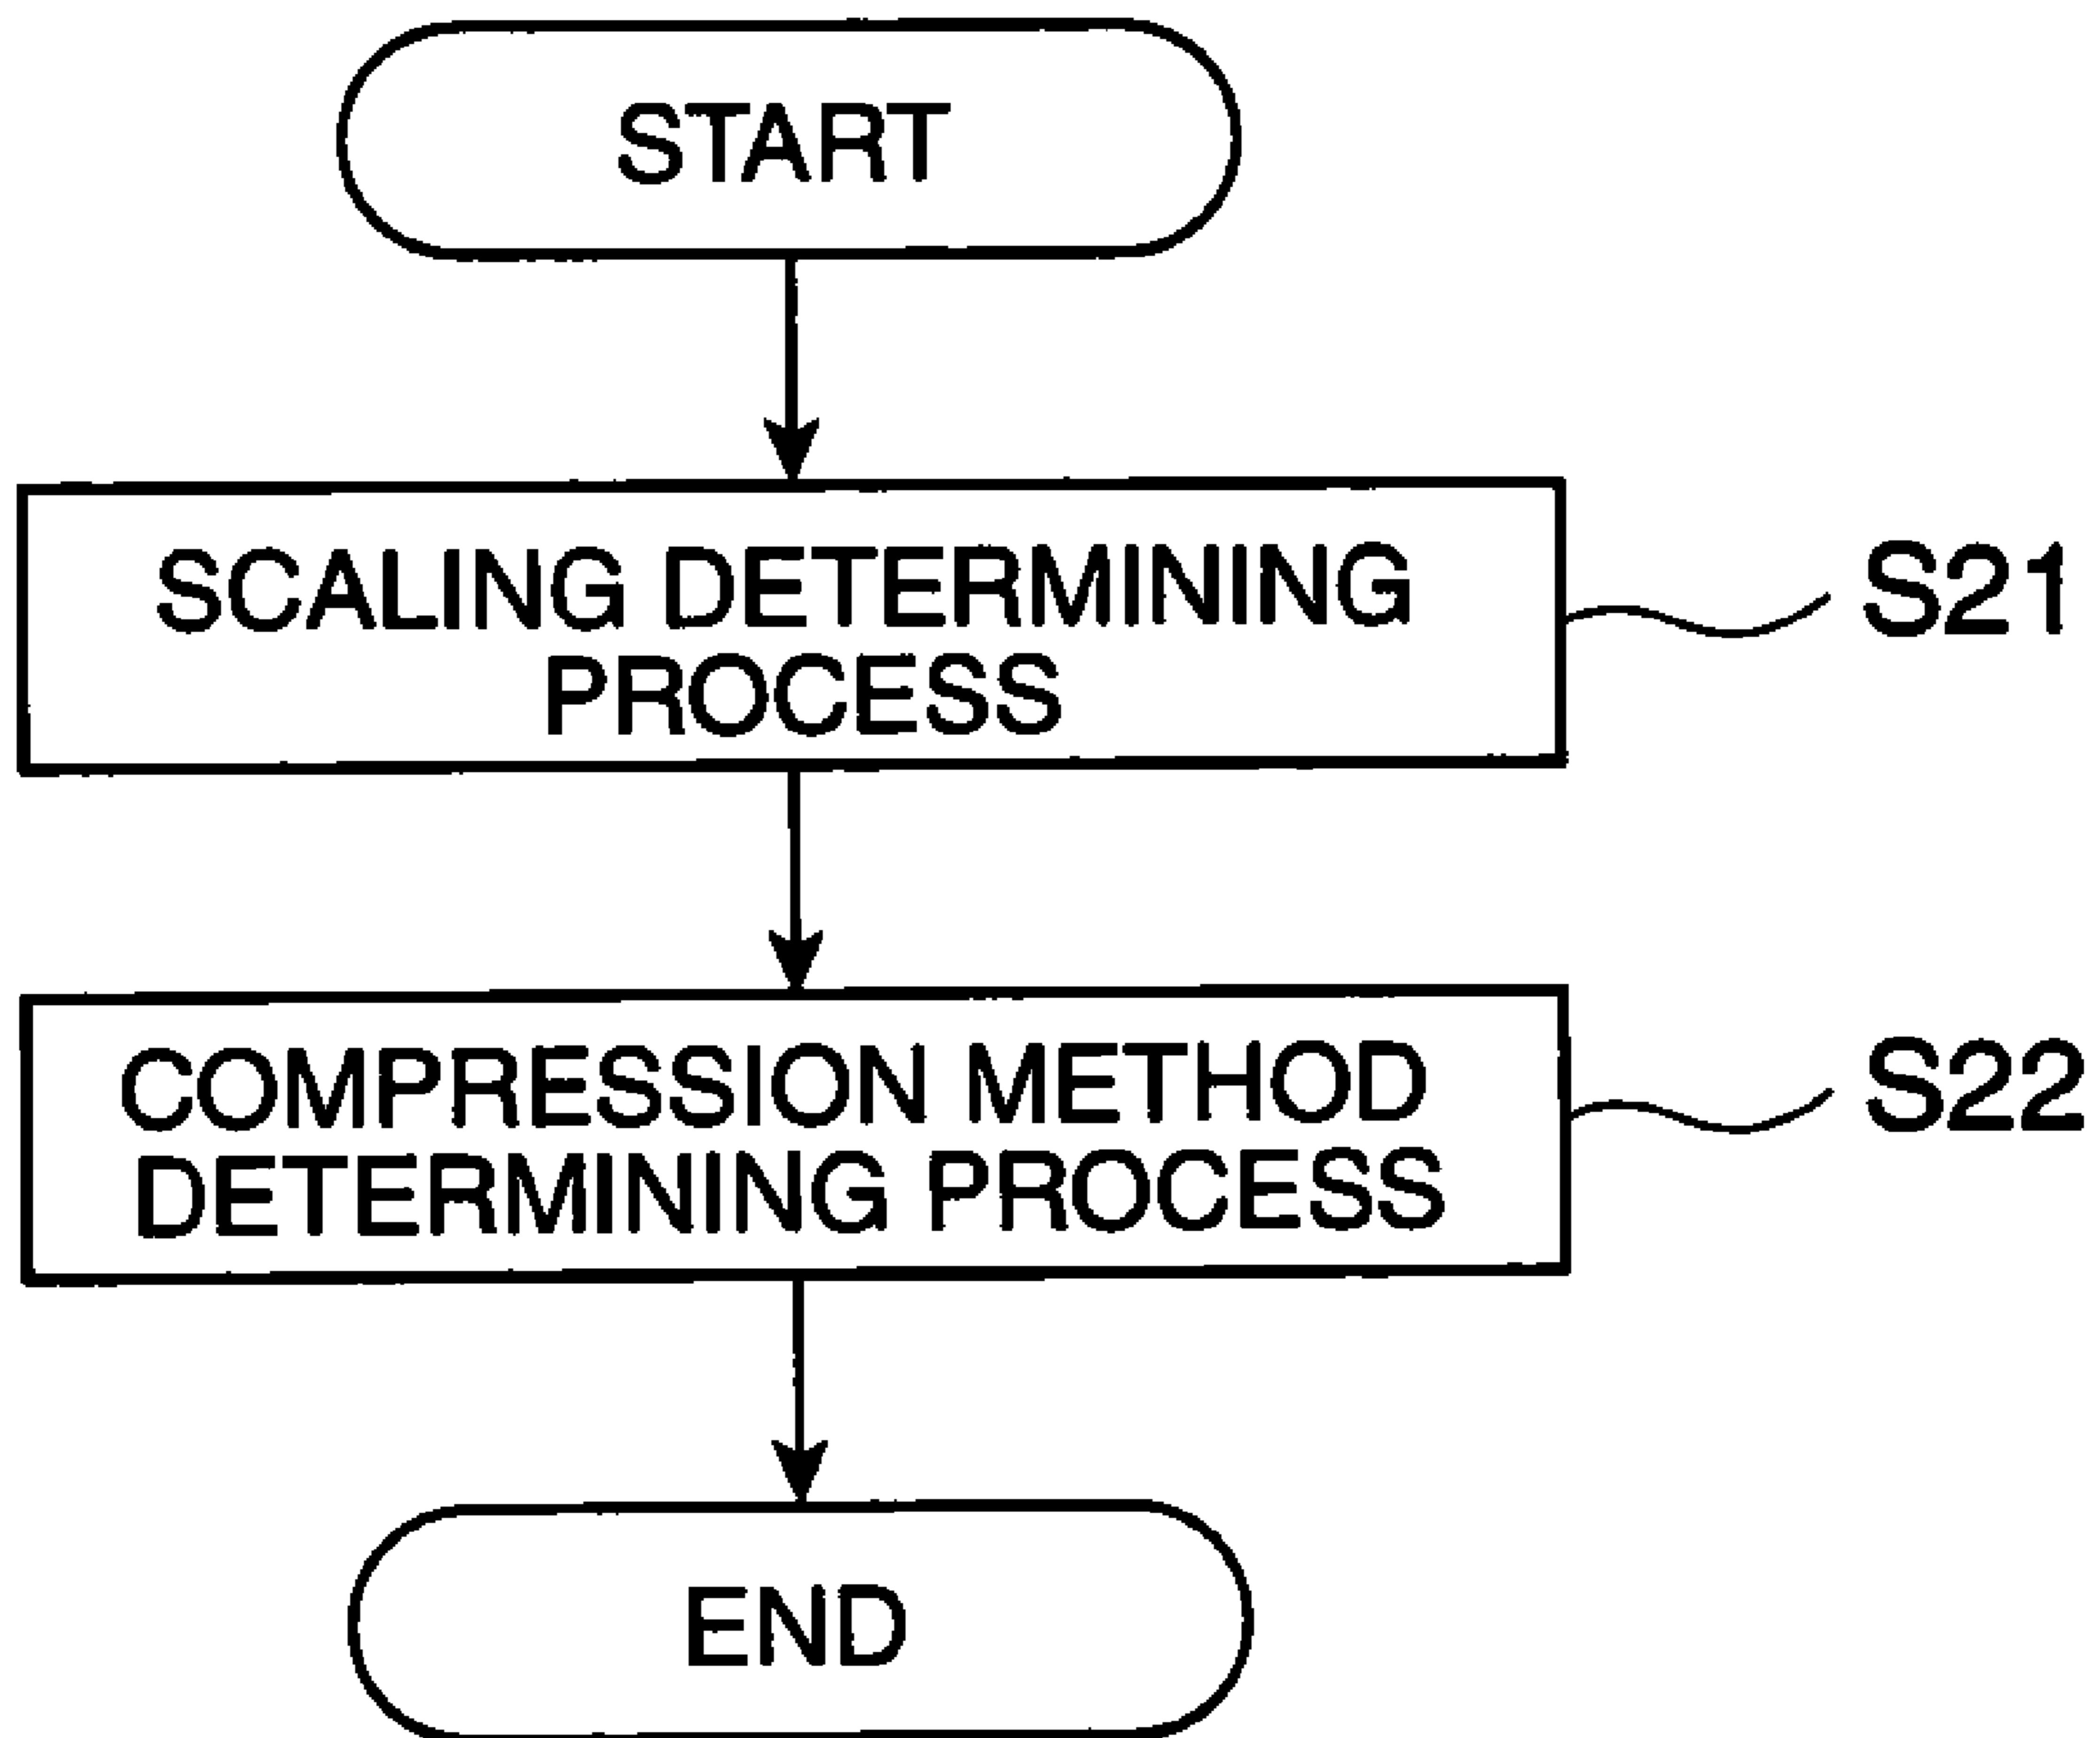 START
SCALING DETERMINING
PROCESS
S21
COMPRESSION METHOD
DETERMINING PROCESS
S22
END